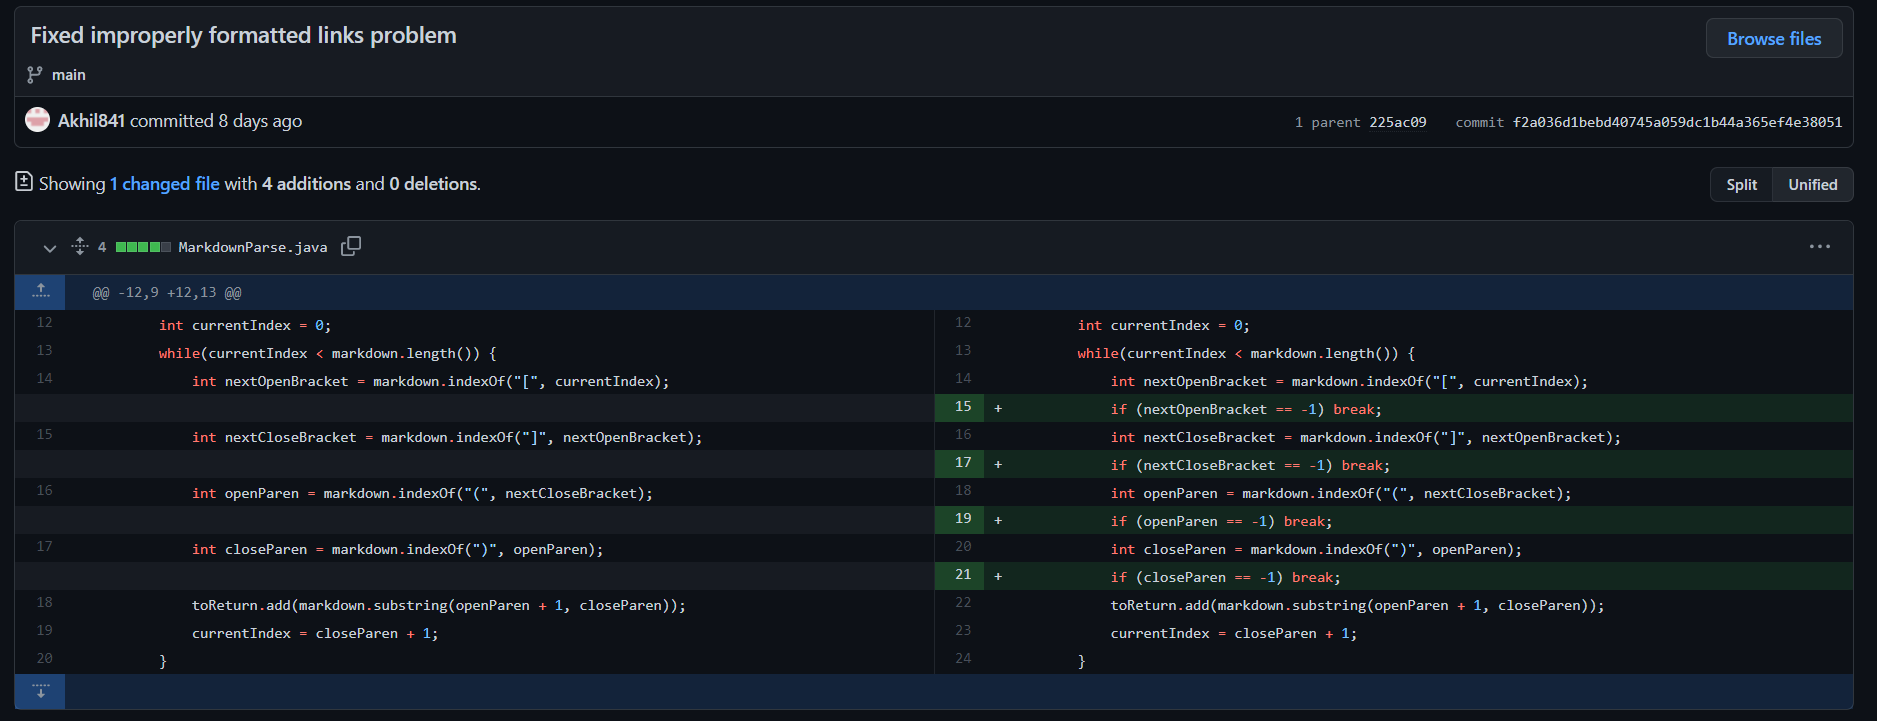 Fixed improperly formatted links problem
Browse files
main
Akhil841 committed 8 days ago
1 parent 225ac09 commit f2a036d1bebd40745a059dc1b44a365ef4e38051
Showing 1 changed file with 4 additions and 0 deletions.
Split Unified
4 MarkdownParse.java
@@ -12,9 +12,13 @@
12 int currentIndex = 0;
13 while(currentIndex < markdown.length()) {
14 int nextOpenBracket = markdown.indexOf("[", currentIndex);
15 int nextCloseBracket = markdown.indexOf("]", nextOpenBracket);
16 int openParen = markdown.indexOf("(", nextCloseBracket);
17 int closeParen = markdown.indexOf(")", openParen);
18 toReturn.add(markdown.substring(openParen + 1, closeParen));
19 currentIndex = closeParen + 1;
20 }
12 int currentIndex = 0;
13 while(currentIndex < markdown.length()) {
14 int nextOpenBracket = markdown.indexOf("[", currentIndex);
15 + if (nextOpenBracket == -1) break;
16 int nextCloseBracket = markdown.indexOf("]", nextOpenBracket);
17 + if (nextCloseBracket == -1) break;
18 int openParen = markdown.indexOf("(", nextCloseBracket);
19 + if (openParen == -1) break;
20 int closeParen = markdown.indexOf(")", openParen);
21 + if (closeParen == -1) break;
22 toReturn.add(markdown.substring(openParen + 1, closeParen));
23 currentIndex = closeParen + 1;
24 }